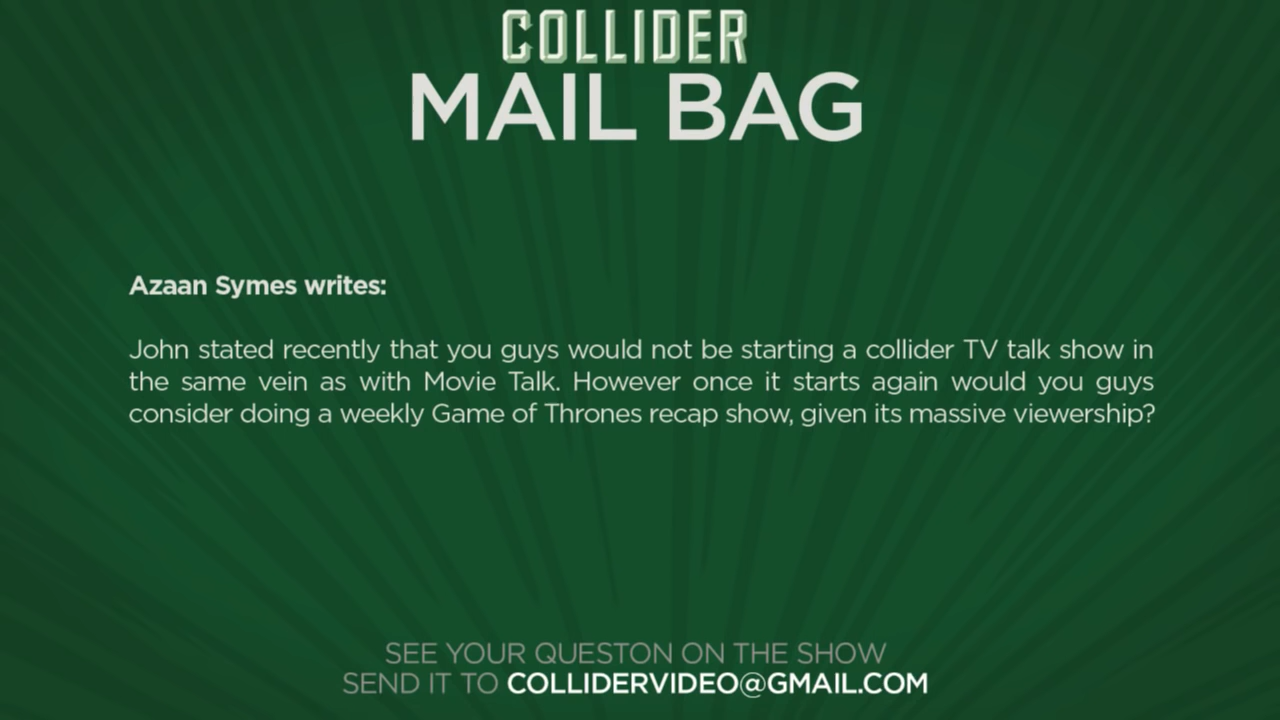 COLLIDER
MAIL BAG
Azaan Symes writes:
John stated recently that you guys would not be starting a collider TV talk show in
the same vein as with Movie Talk. However once it starts again would you guys
consider doing a weekly Game of Thrones recap show, given its massive viewership?
SEE YOUR QUESTON ON THE SHOW
SEND IT TO COLLIDERVIDEO@GMAIL.COM